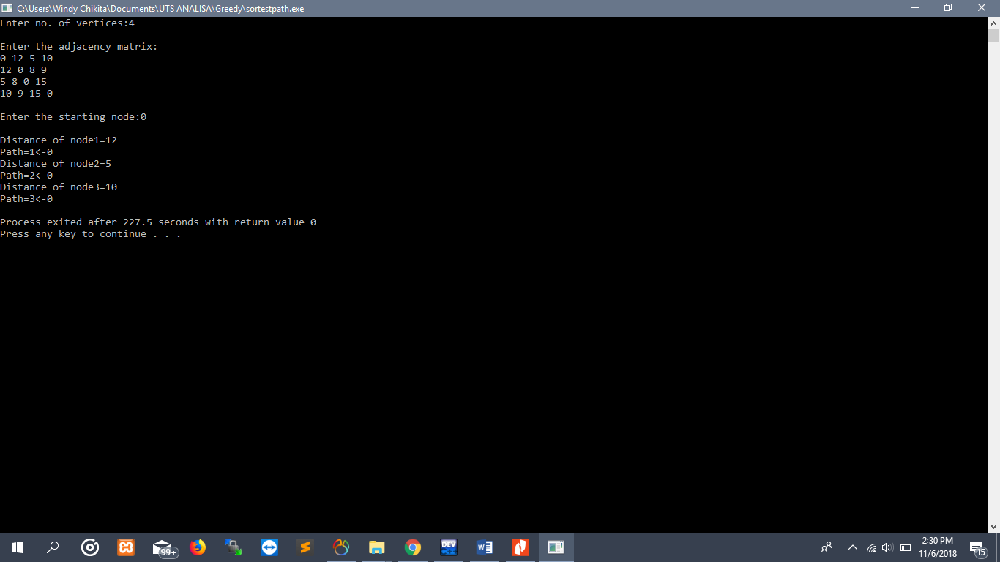 C:\Users\Windy Chikita\Documents\UTS ANALISA\Greedy\sortestpath.exe
Enter no. of vertices:4
Enter the adjacency matrix:
0 12 5 10
12 0 8 9
5 8 0 15
10 9 15 0
Enter the starting node:0
Distance of node1=12
Path=1<-0
Distance of node2=5
Path=2<-0
Distance of node3=10
Path=3<-0
--------------------------------
Process exited after 227.5 seconds with return value 0
Press any key to continue . . .
99+
DEV
2:30 PM
11/6/2018
15